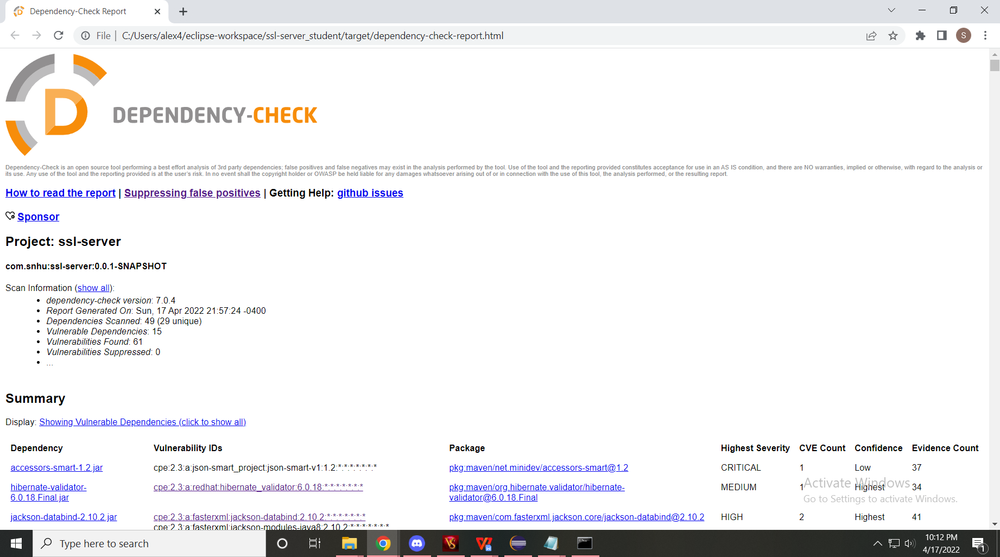 Dependency-Check Report
File | C:/Users/alex4/eclipse-workspace/ssl-server_student/target/dependency-check-report.html
S
D
DEPENDENCY-CHECK
Dependency-Check is an open source tool performing a best effort analysis of 3rd party dependencies; false positives and false negatives may exist in the analysis performed by the tool. Use of the tool and the reporting provided constitutes acceptance for use in an AS IS condition, and there are NO warranties, implied or otherwise, with regard to the analysis or
its use. Any use of the tool and the reporting provided is at the user's risk. In no event shall the copyright holder or OWASP be held liable for any damages whatsoever arising out of or in connection with the use of this tool, the analysis performed, or the resulting report.
How to read the report | Suppressing false positives | Getting Help: github issues
Sponsor
Project: ssl-server
com.snhu:ssl-server:0.0.1-SNAPSHOT
Scan Information (show all):
• dependency-check version: 7.0.4
• Report Generated On: Sun, 17 Apr 2022 21:57:24 -0400
• Dependencies Scanned: 49 (29 unique)
• Vulnerable Dependencies: 15
• Vulnerabilities Found: 61
• Vulnerabilities Suppressed: 0
• ...
Summary
Display: Showing Vulnerable Dependencies (click to show all)
Dependency Vulnerability IDs Package Highest Severity CVE Count Confidence Evidence Count
accessors-smart-1.2.jar cpe:2.3:a:json-smart_project:json-smart-v1:1.2:*:*:*:*:*:*:* pkg:maven/net.minidev/accessors-smart@1.2 CRITICAL 1 Low 37
hibernate-validator- cpe:2.3:a:redhat:hibernate_validator:6.0.18:*:*:*:*:*:*:* pkg:maven/org.hibernate.validator/hibernate- MEDIUM 1 Highest 34
6.0.18.Final.jar validator@6.0.18.Final
jackson-databind-2.10.2.jar cpe:2.3:a:fasterxml:jackson-databind:2.10.2:*:*:*:*:*:*:* pkg:maven/com.fasterxml.jackson.core/jackson-databind@2.10.2 HIGH 2 Highest 41
cpe:2.3:a:fasterxml:jackson-modules-java8:2.10.2:*:*:*:*:*:*:*
Activate Windows
Go to Settings to activate Windows.
Type here to search
10:12 PM
4/17/2022
1